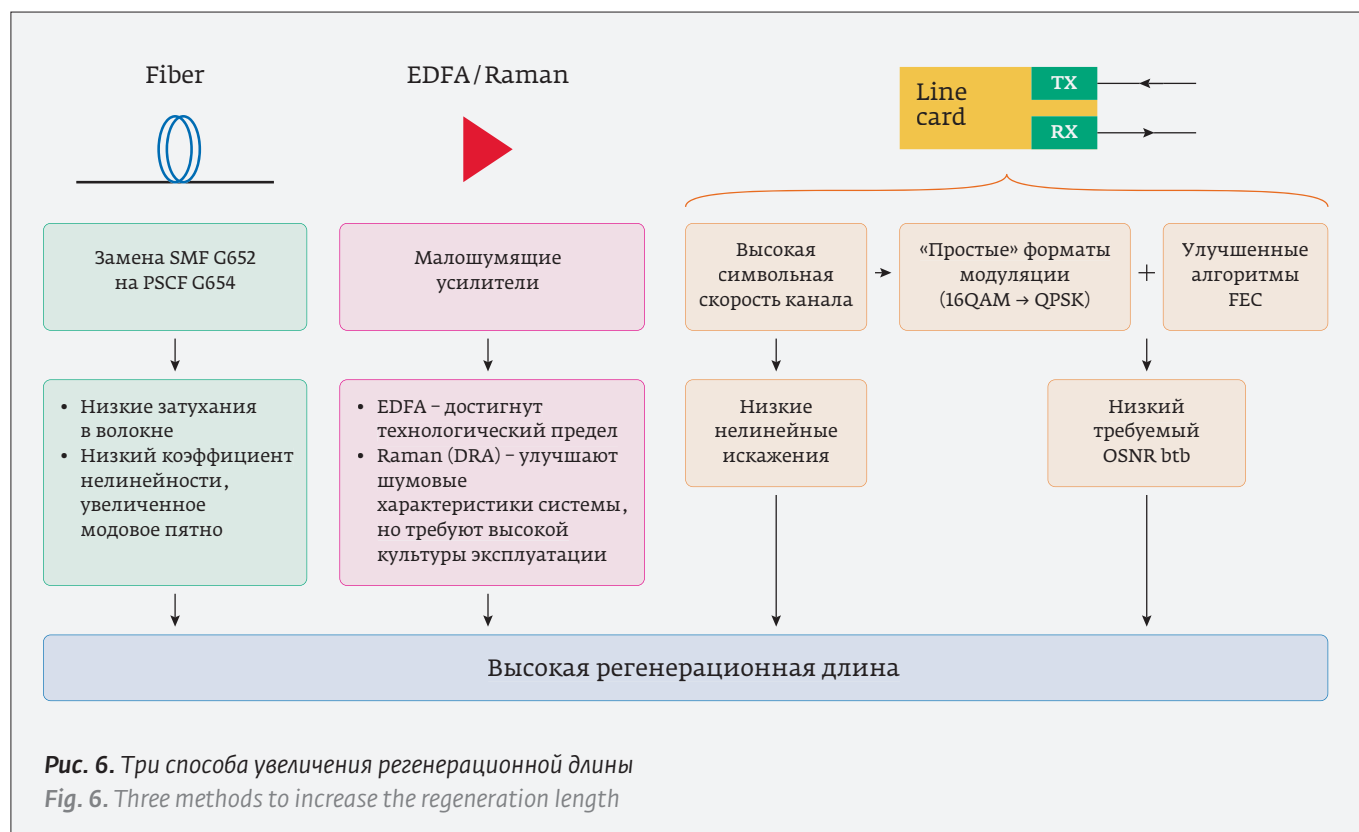 Fiber
EDFA/Raman
Line
card
TX
RX
Замена SMF G652
на PSCF G654
Малошумящие
усилители
Высокая
символьная
скорость канала
«Простые» форматы
модуляции
(16QAM → QPSK)
+
Улучшенные
алгоритмы
FEC
• Низкие затухания
в волокне
• Низкий коэффициент
нелинейности,
увеличенное
модовое пятно
• EDFA – достигнут
технологический предел
• Raman (DRA) – улучшают
шумовые
характеристики системы,
но требуют высокой
культуры эксплуатации
Низкие
нелинейные
искажения
Низкий
требуемый
OSNR btb
Высокая регенерационная длина
Рис. 6. Три способа увеличения регенерационной длины
Fig. 6. Three methods to increase the regeneration length